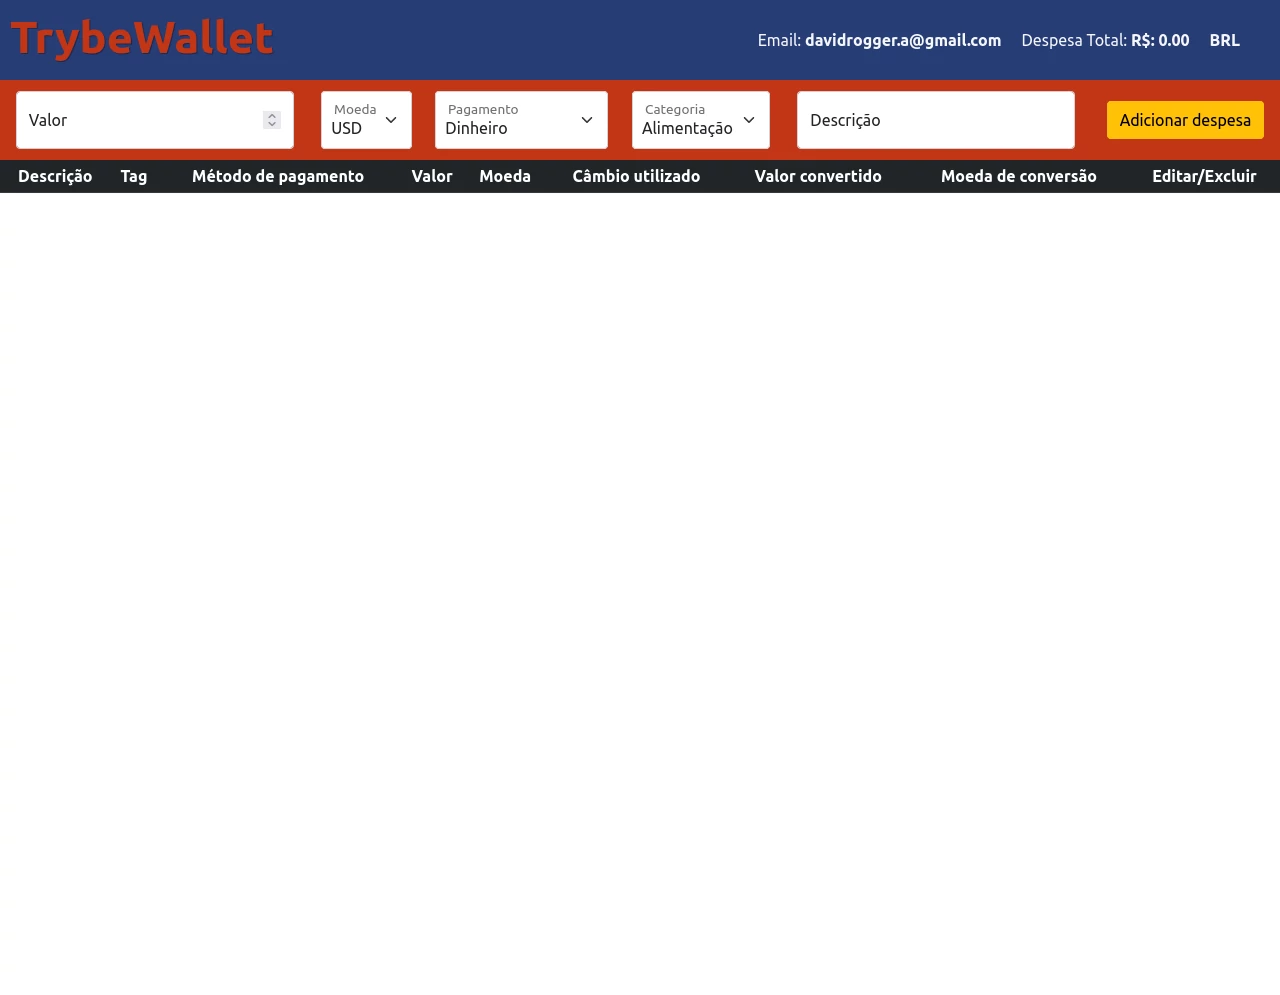 TrybeWallet
Email: davidrogger.a@gmail.com Despesa Total: R$: 0.00 BRL
Valor
Moeda
USD
Pagamento
Dinheiro
Categoria
Alimentação
Descrição
Adicionar despesa
Descrição Tag Método de pagamento Valor Moeda Câmbio utilizado Valor convertido Moeda de conversão Editar/Excluir